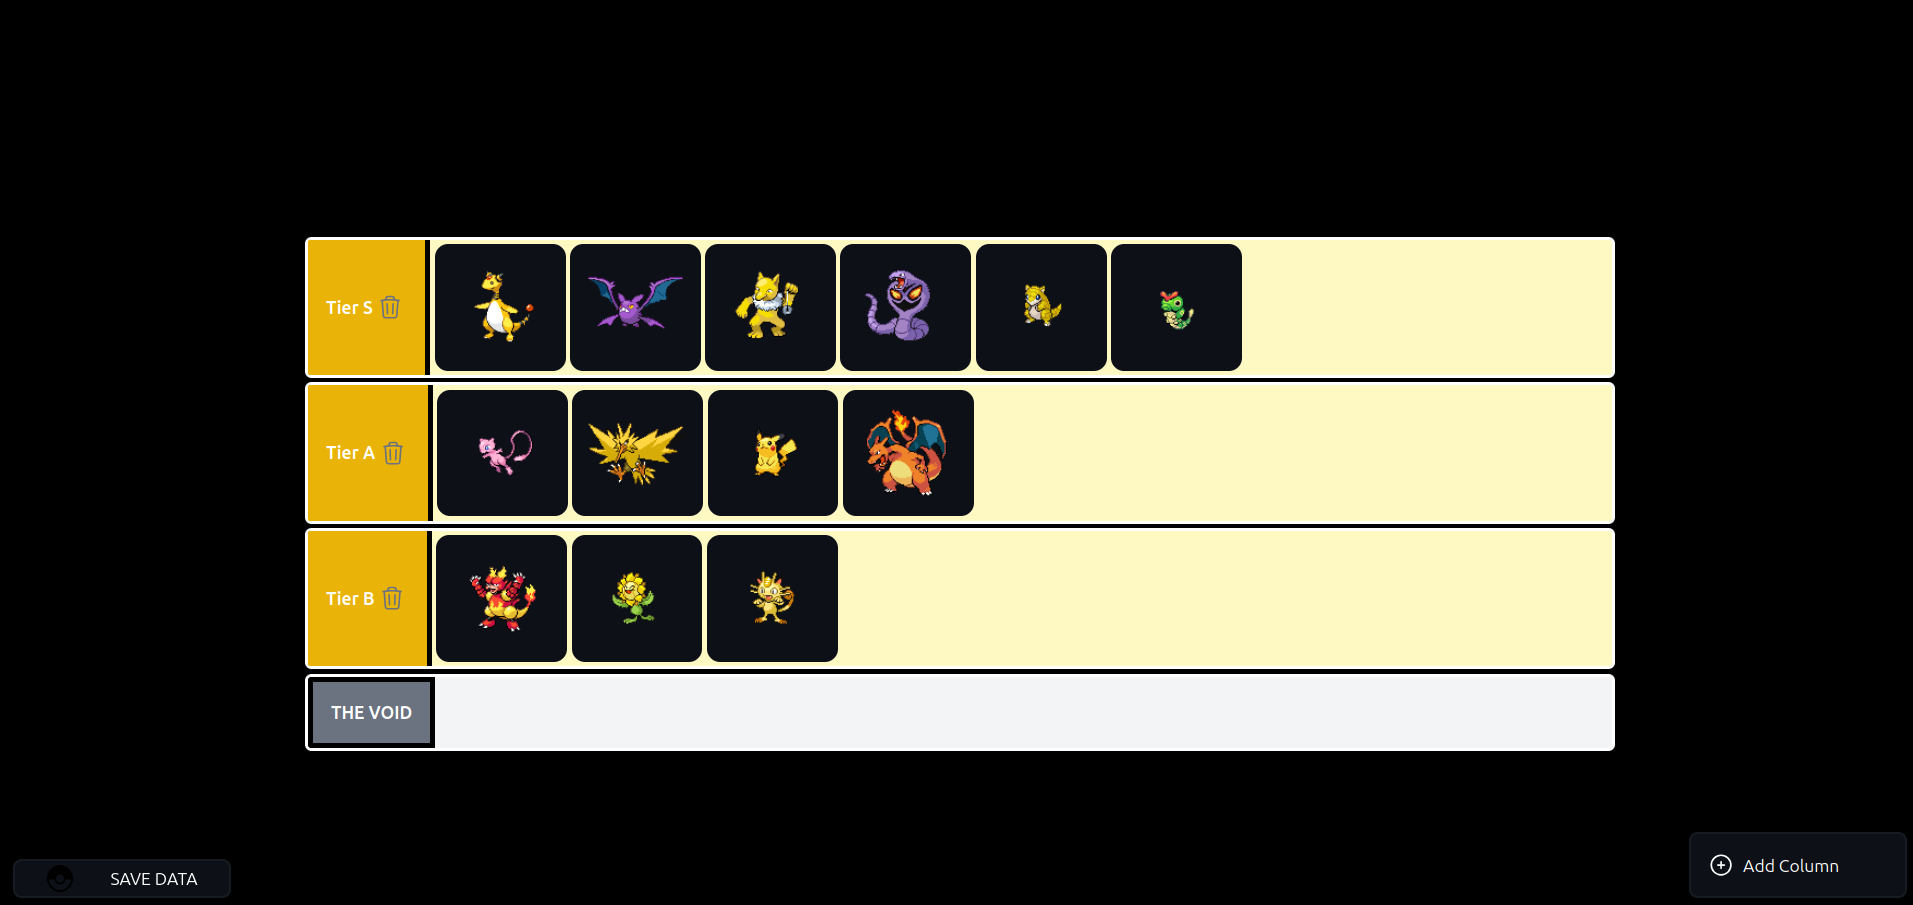 Tier S
Tier A
Tier B
THE VOID
SAVE DATA
Add Column